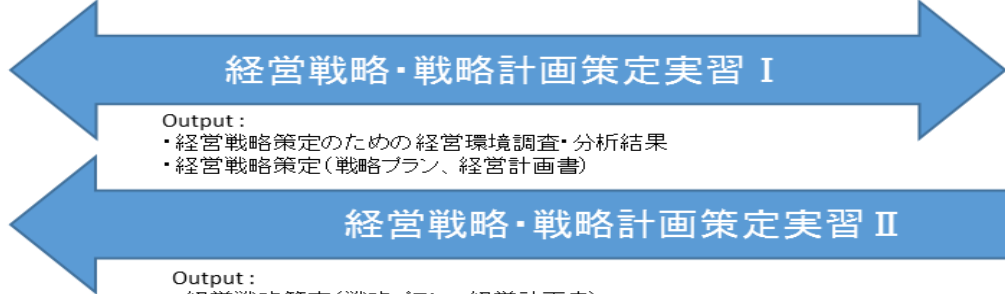 経営戦略・戦略計画策定実習 Ⅰ
Output :
・経営戦略策定のための経営環境調査・分析結果
・経営戦略策定(戦略プラン、経営計画書)
経営戦略・戦略計画策定実習 Ⅱ
Output :